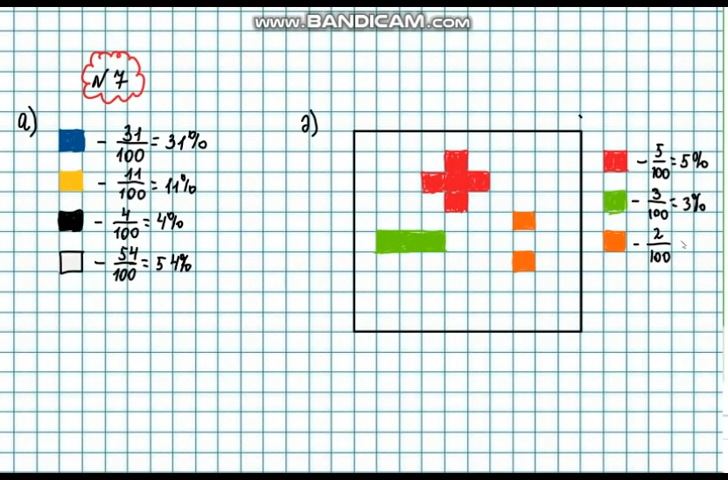 www.BANDICAM.com
N 7
а)
- 31/100 = 31%
- 11/100 = 11%
- 4/100 = 4%
- 54/100 = 54%
д)
- 5/100 = 5%
- 3/100 = 3%
- 2/100